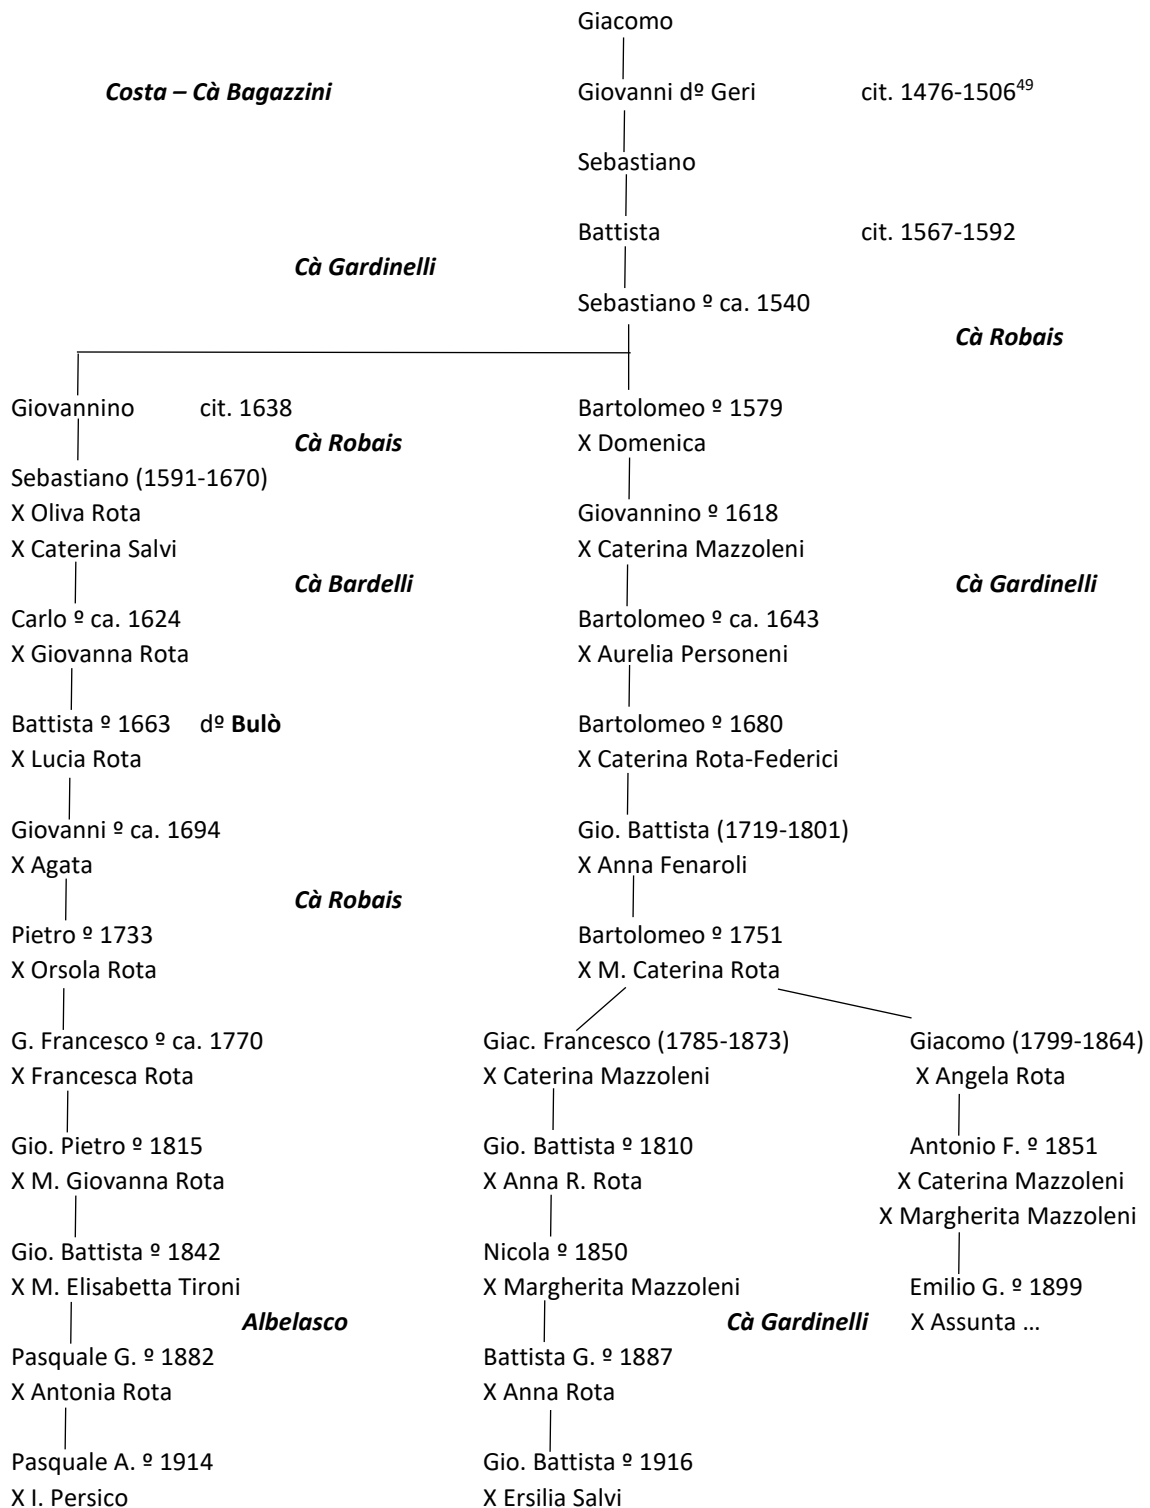 Giacomo
Costa – Cà Bagazzini Giovanni dº Geri cit. 1476-1506⁴⁹
Sebastiano
Battista cit. 1567-1592
Cà Gardinelli
Sebastiano º ca. 1540
Cà Robais
Giovannino cit. 1638 Bartolomeo º 1579
Cà Robais X Domenica
Sebastiano (1591-1670)
X Oliva Rota Giovannino º 1618
X Caterina Salvi X Caterina Mazzoleni
Cà Bardelli Cà Gardinelli
Carlo º ca. 1624 Bartolomeo º ca. 1643
X Giovanna Rota X Aurelia Personeni
Battista º 1663 dº Bulò Bartolomeo º 1680
X Lucia Rota X Caterina Rota-Federici
Giovanni º ca. 1694 Gio. Battista (1719-1801)
X Agata X Anna Fenaroli
Cà Robais
Pietro º 1733 Bartolomeo º 1751
X Orsola Rota X M. Caterina Rota
G. Francesco º ca. 1770 Giac. Francesco (1785-1873) Giacomo (1799-1864)
X Francesca Rota X Caterina Mazzoleni X Angela Rota
Gio. Pietro º 1815 Gio. Battista º 1810 Antonio F. º 1851
X M. Giovanna Rota X Anna R. Rota X Caterina Mazzoleni
X Margherita Mazzoleni
Gio. Battista º 1842 Nicola º 1850
X M. Elisabetta Tironi X Margherita Mazzoleni Emilio G. º 1899
Albelasco Cà Gardinelli X Assunta ...
Pasquale G. º 1882 Battista G. º 1887
X Antonia Rota X Anna Rota
Pasquale A. º 1914 Gio. Battista º 1916
X I. Persico X Ersilia Salvi